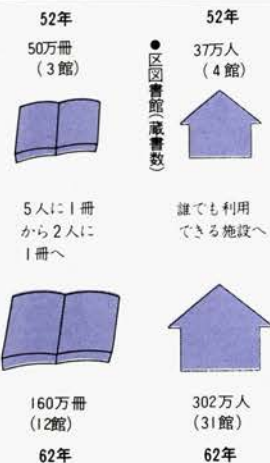 52年
37万人
(4館)
誰でも利用
できる施設へ
302万人
(31館)
62年
●区図書館(蔵書数)
52年
50万冊
(3館)
5人に1冊
から2人に
1冊へ
160万冊
(12館)
62年